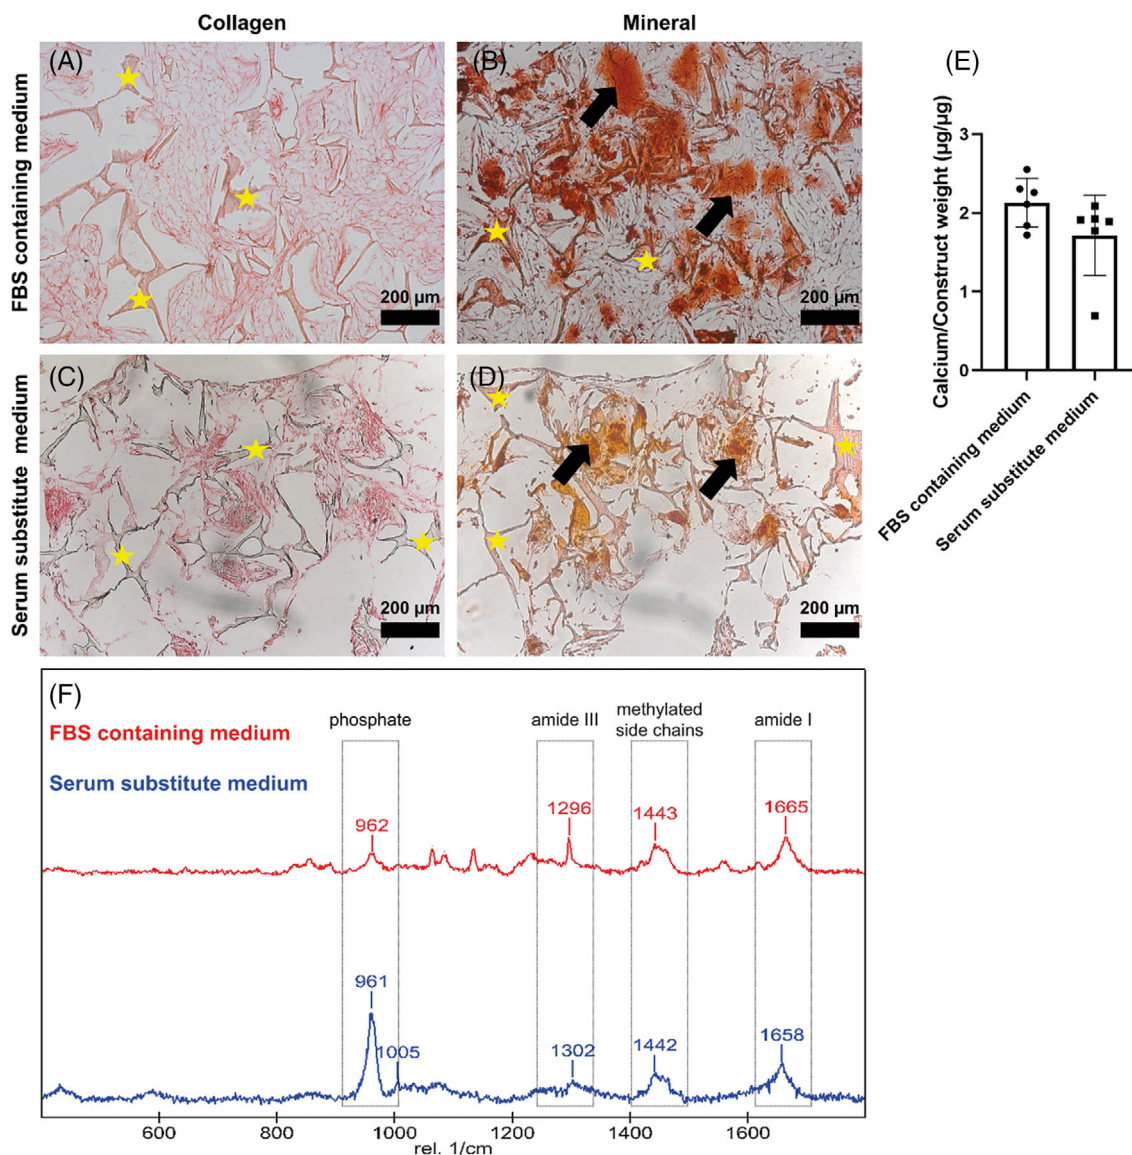 Collagen
Mineral
FBS containing medium
(A)
200 µm
(B)
200 µm
(E)
Calcium/Construct weight (µg/µg)
3
2
1
0
FBS containing medium
Serum substitute medium
Serum substitute medium
(C)
200 µm
(D)
200 µm
(F)
FBS containing medium
Serum substitute medium
phosphate
amide III
methylated
side chains
amide I
962
1296
1443
1665
961
1005
1302
1442
1658
600
800
1000
1200
1400
1600
rel. 1/cm